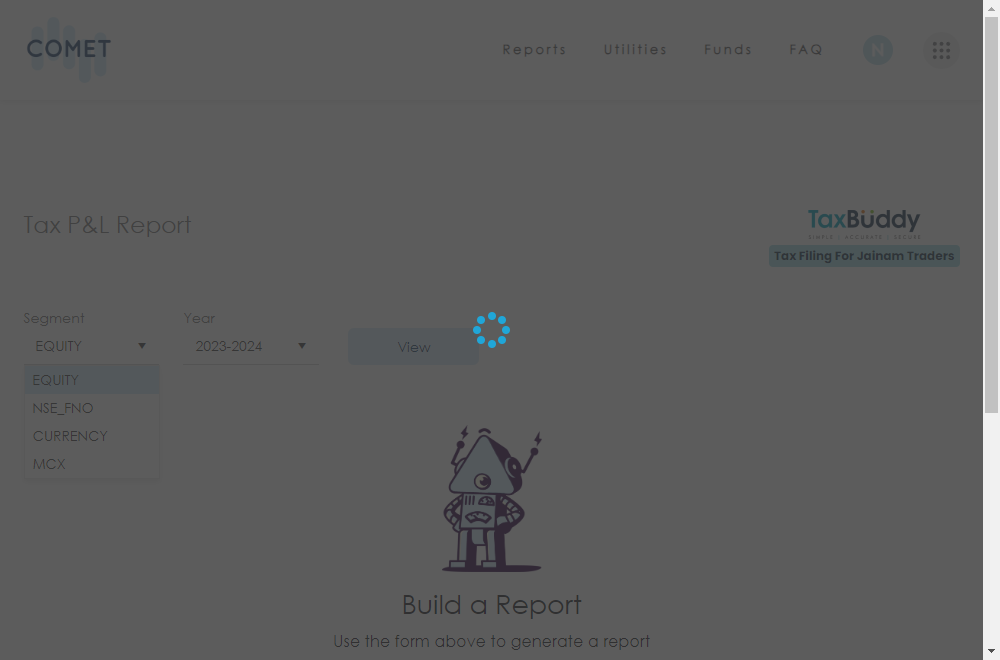 COMET
Reports Utilities Funds FAQ N
Tax P&L Report
TaxBuddy
SIMPLE | ACCURATE | SECURE
Tax Filing For Jainam Traders
Segment Year
EQUITY 2023-2024 View
EQUITY
NSE_FNO
CURRENCY
MCX
Build a Report
Use the form above to generate a report